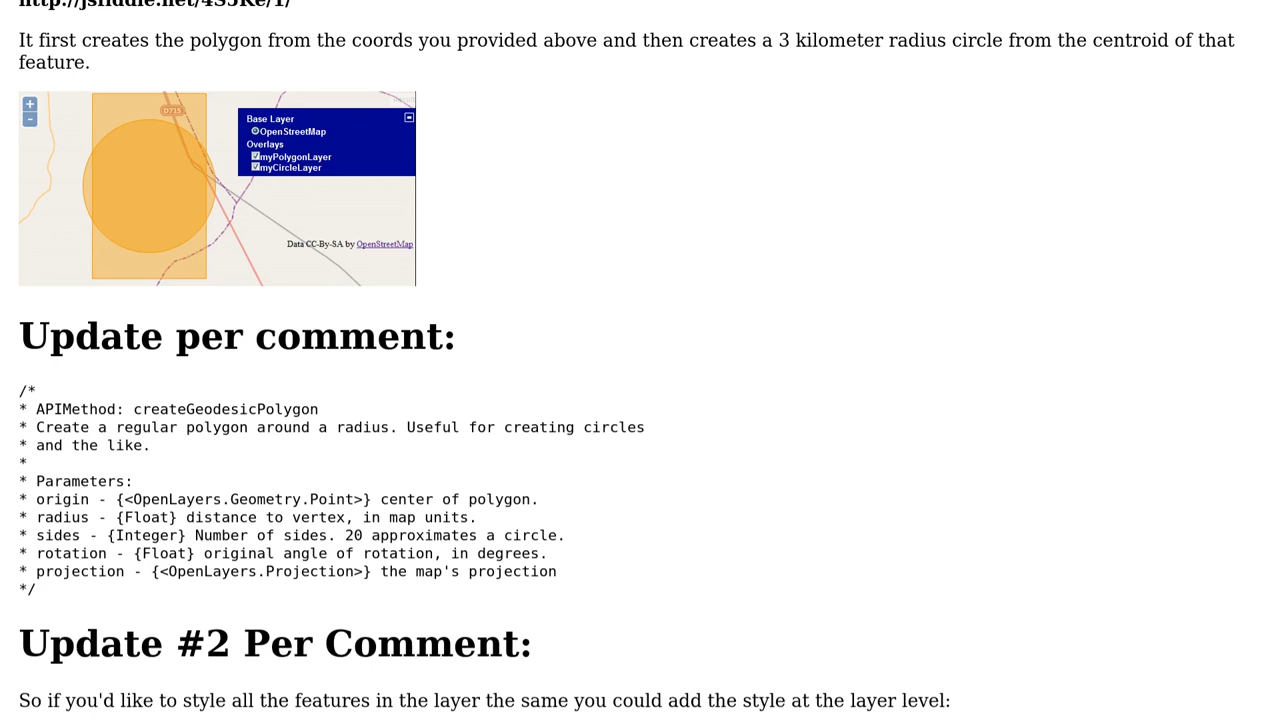 It first creates the polygon from the coords you provided above and then creates a 3 kilometer radius circle from the centroid of that
feature.
+
-
D715
Base Layer
OpenStreetMap
Overlays
myPolygonLayer
myCircleLayer
Data CC-By-SA by OpenStreetMap
Update per comment:
/*
* APIMethod: createGeodesicPolygon
* Create a regular polygon around a radius. Useful for creating circles
* and the like.
*
* Parameters:
* origin - {<OpenLayers.Geometry.Point>} center of polygon.
* radius - {Float} distance to vertex, in map units.
* sides - {Integer} Number of sides. 20 approximates a circle.
* rotation - {Float} original angle of rotation, in degrees.
* projection - {<OpenLayers.Projection>} the map's projection
*/
Update #2 Per Comment:
So if you'd like to style all the features in the layer the same you could add the style at the layer level: